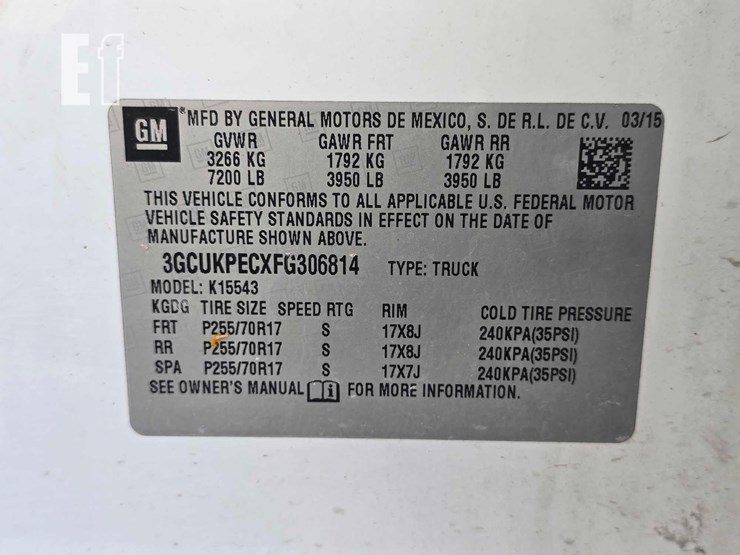 Ef
GM
*MFD BY GENERAL MOTORS DE MEXICO, S. DE R.L. DE C.V. 03/15
GVWR GAWR FRT GAWR RR
3266 KG 1792 KG 1792 KG
7200 LB 3950 LB 3950 LB
THIS VEHICLE CONFORMS TO ALL APPLICABLE U.S. FEDERAL MOTOR
VEHICLE SAFETY STANDARDS IN EFFECT ON THE DATE OF
MANUFACTURE SHOWN ABOVE.
3GCUKPECXFG306814 TYPE: TRUCK
MODEL: K15543
KGDG TIRE SIZE SPEED RTG RIM COLD TIRE PRESSURE
FRT P255/70R17 S 17X8J 240KPA(35PSI)
RR P255/70R17 S 17X8J 240KPA(35PSI)
SPA P255/70R17 S 17X7J 240KPA(35PSI)
SEE OWNER'S MANUAL FOR MORE INFORMATION.